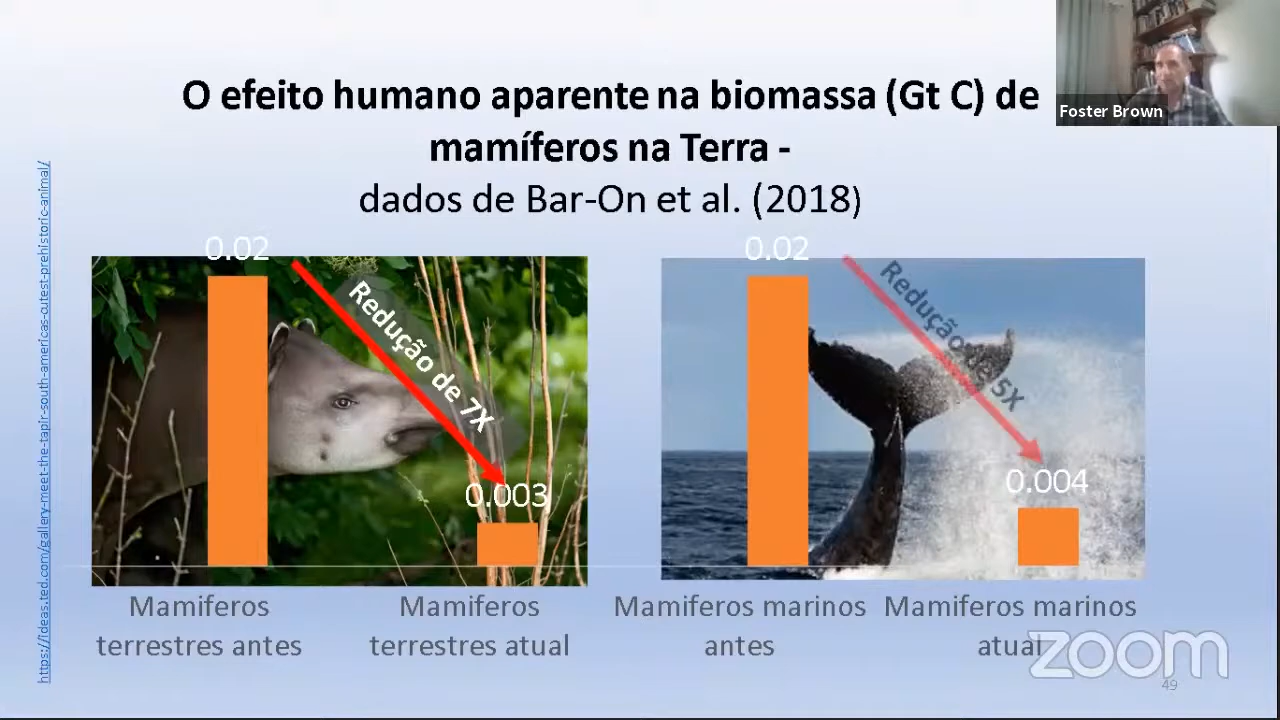 O efeito humano aparente na biomassa (Gt C) de
mamíferos na Terra -
dados de Bar-On et al. (2018)
Foster Brown
https://ideas.ted.com/gallery-meet-the-tapir-south-americas-cutest-prehistoric-animal/
0.02
Redução de 7X
0.003
0.02
Redução de 5X
0.004
Mamiferos
terrestres antes
Mamiferos
terrestres atual
Mamiferos marinos
antes
Mamiferos marinos
atual
zoom
49